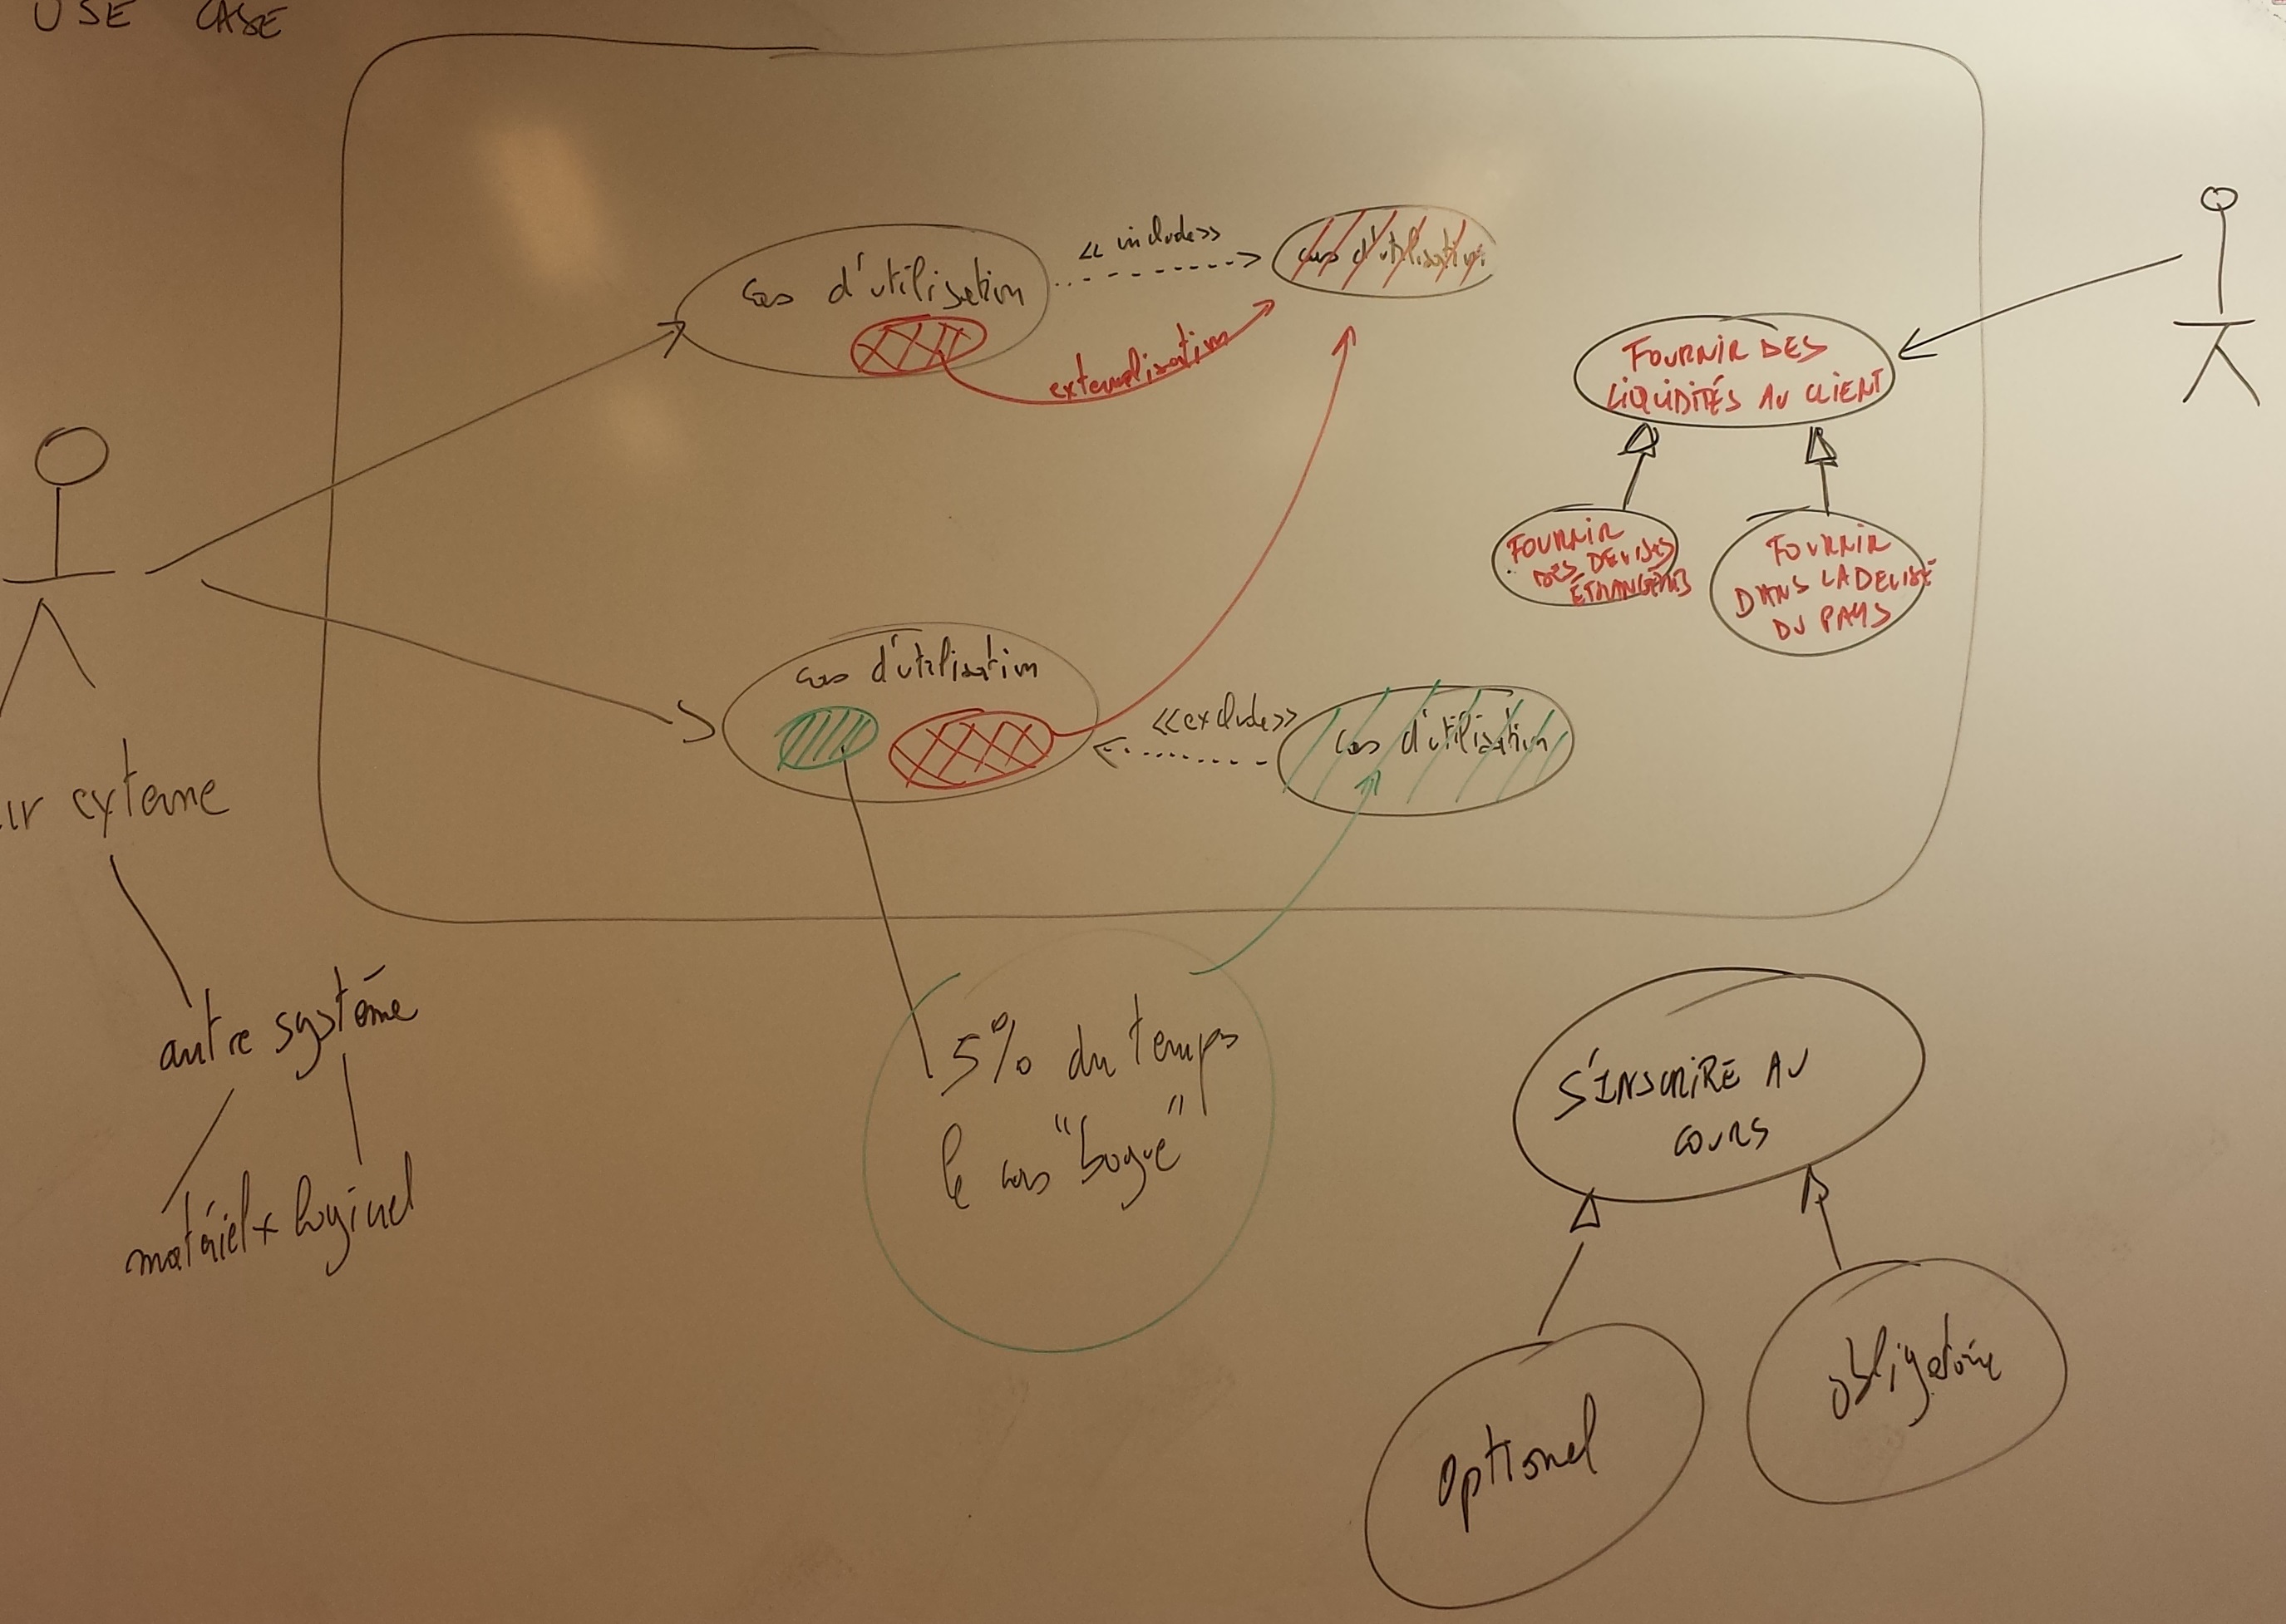 USE CASE
cas d'utilisation
<< include >>
cas d'utilisation
externalisation
FOURNIR DES
LIQUIDITÉS AU CLIENT
FOURNIR
DES DEVISES
ÉTRANGÈRES
FOURNIR
DANS LA DEVISE
DU PAYS
cas d'utilisation
<<exclude>>
cas d'utilisation
externe
autre système
matériel + logiciel
5% du temps
le cas "bogue"
S'INSCRIRE AU
COURS
optionel
obligatoire